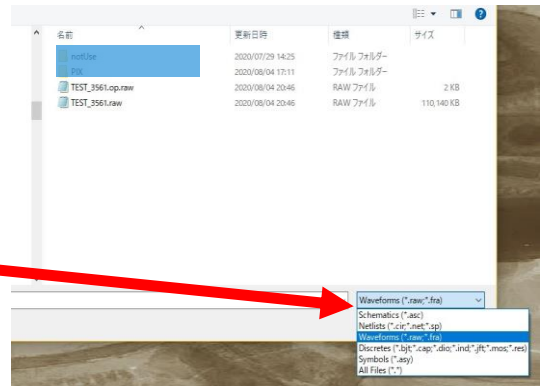 名前 更新日時 種類 サイズ
notUse 2020/07/29 14:25 ファイル フォルダー
PIX 2020/08/04 17:11 ファイル フォルダー
TEST_3561.op.raw 2020/08/04 20:46 RAW ファイル 2 KB
TEST_3561.raw 2020/08/04 20:46 RAW ファイル 110,140 KB
Waveforms (*.raw;*.fra)
Schematics (*.asc)
Netlists (*.cir;*.net;*.sp)
Waveforms (*.raw;*.fra)
Discretes (*.bjt;*.cap;*.dio;*.ind;*.jft;*.mos;*.res)
Symbols (*.asy)
All Files (*.*)